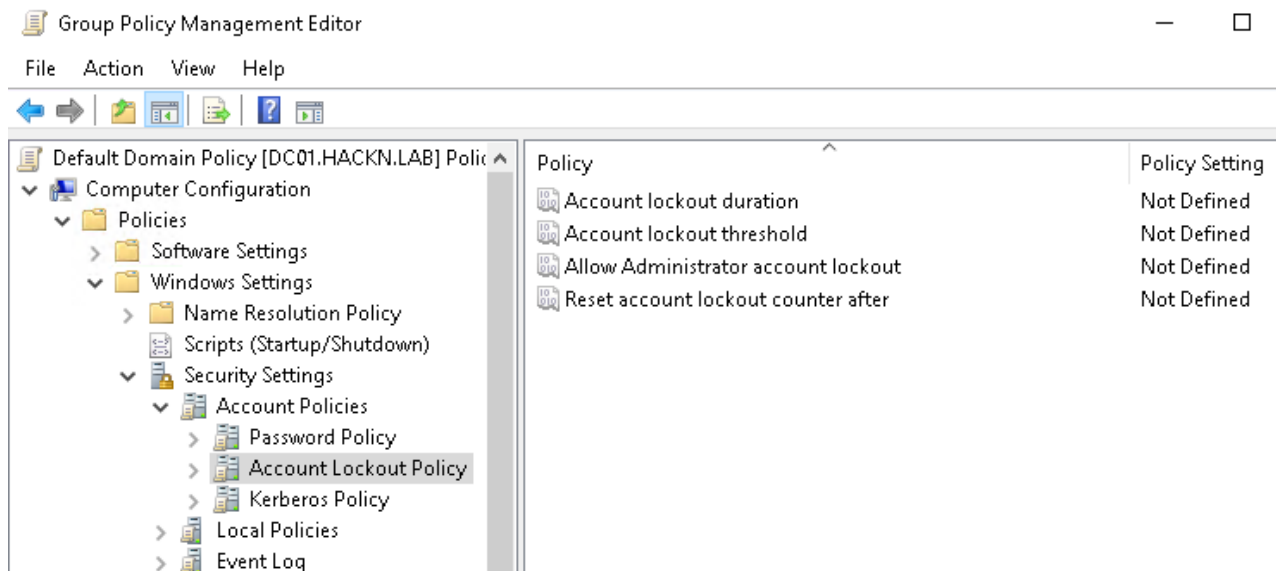 Group Policy Management Editor
File Action View Help
Default Domain Policy [DC01.HACKN.LAB] Polic
Computer Configuration
Policies
Software Settings
Windows Settings
Name Resolution Policy
Scripts (Startup/Shutdown)
Security Settings
Account Policies
Password Policy
Account Lockout Policy
Kerberos Policy
Local Policies
Event Log
Policy Policy Setting
Account lockout duration Not Defined
Account lockout threshold Not Defined
Allow Administrator account lockout Not Defined
Reset account lockout counter after Not Defined